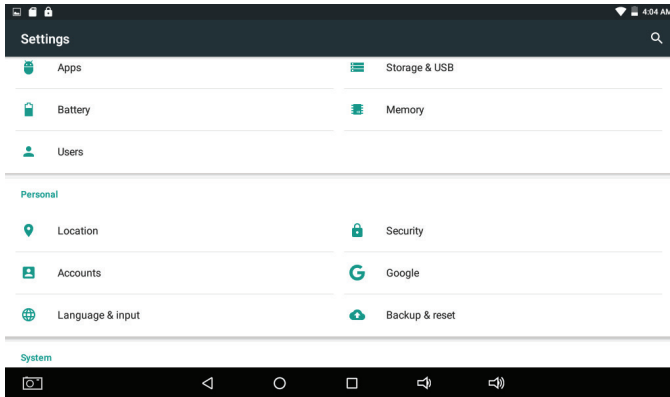 4:04 AM
Settings
Apps
Storage & USB
Battery
Memory
Users
Personal
Location
Security
Accounts
Google
Language & input
Backup & reset
System